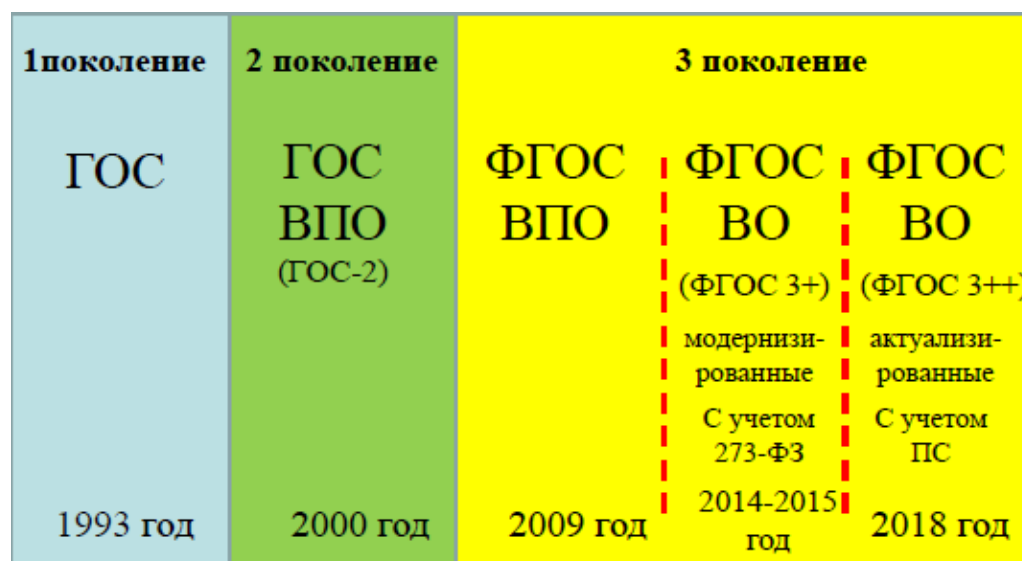 1поколение
ГОС
1993 год
2 поколение
ГОС
ВПО
(ГОС-2)
2000 год
3 поколение
ФГОС
ВПО
2009 год
ФГОС
ВО
(ФГОС 3+)
модернизи-
рованные
С учетом
273-ФЗ
2014-2015
год
ФГОС
ВО
(ФГОС 3++)
актуализи-
рованные
С учетом
ПС
2018 год